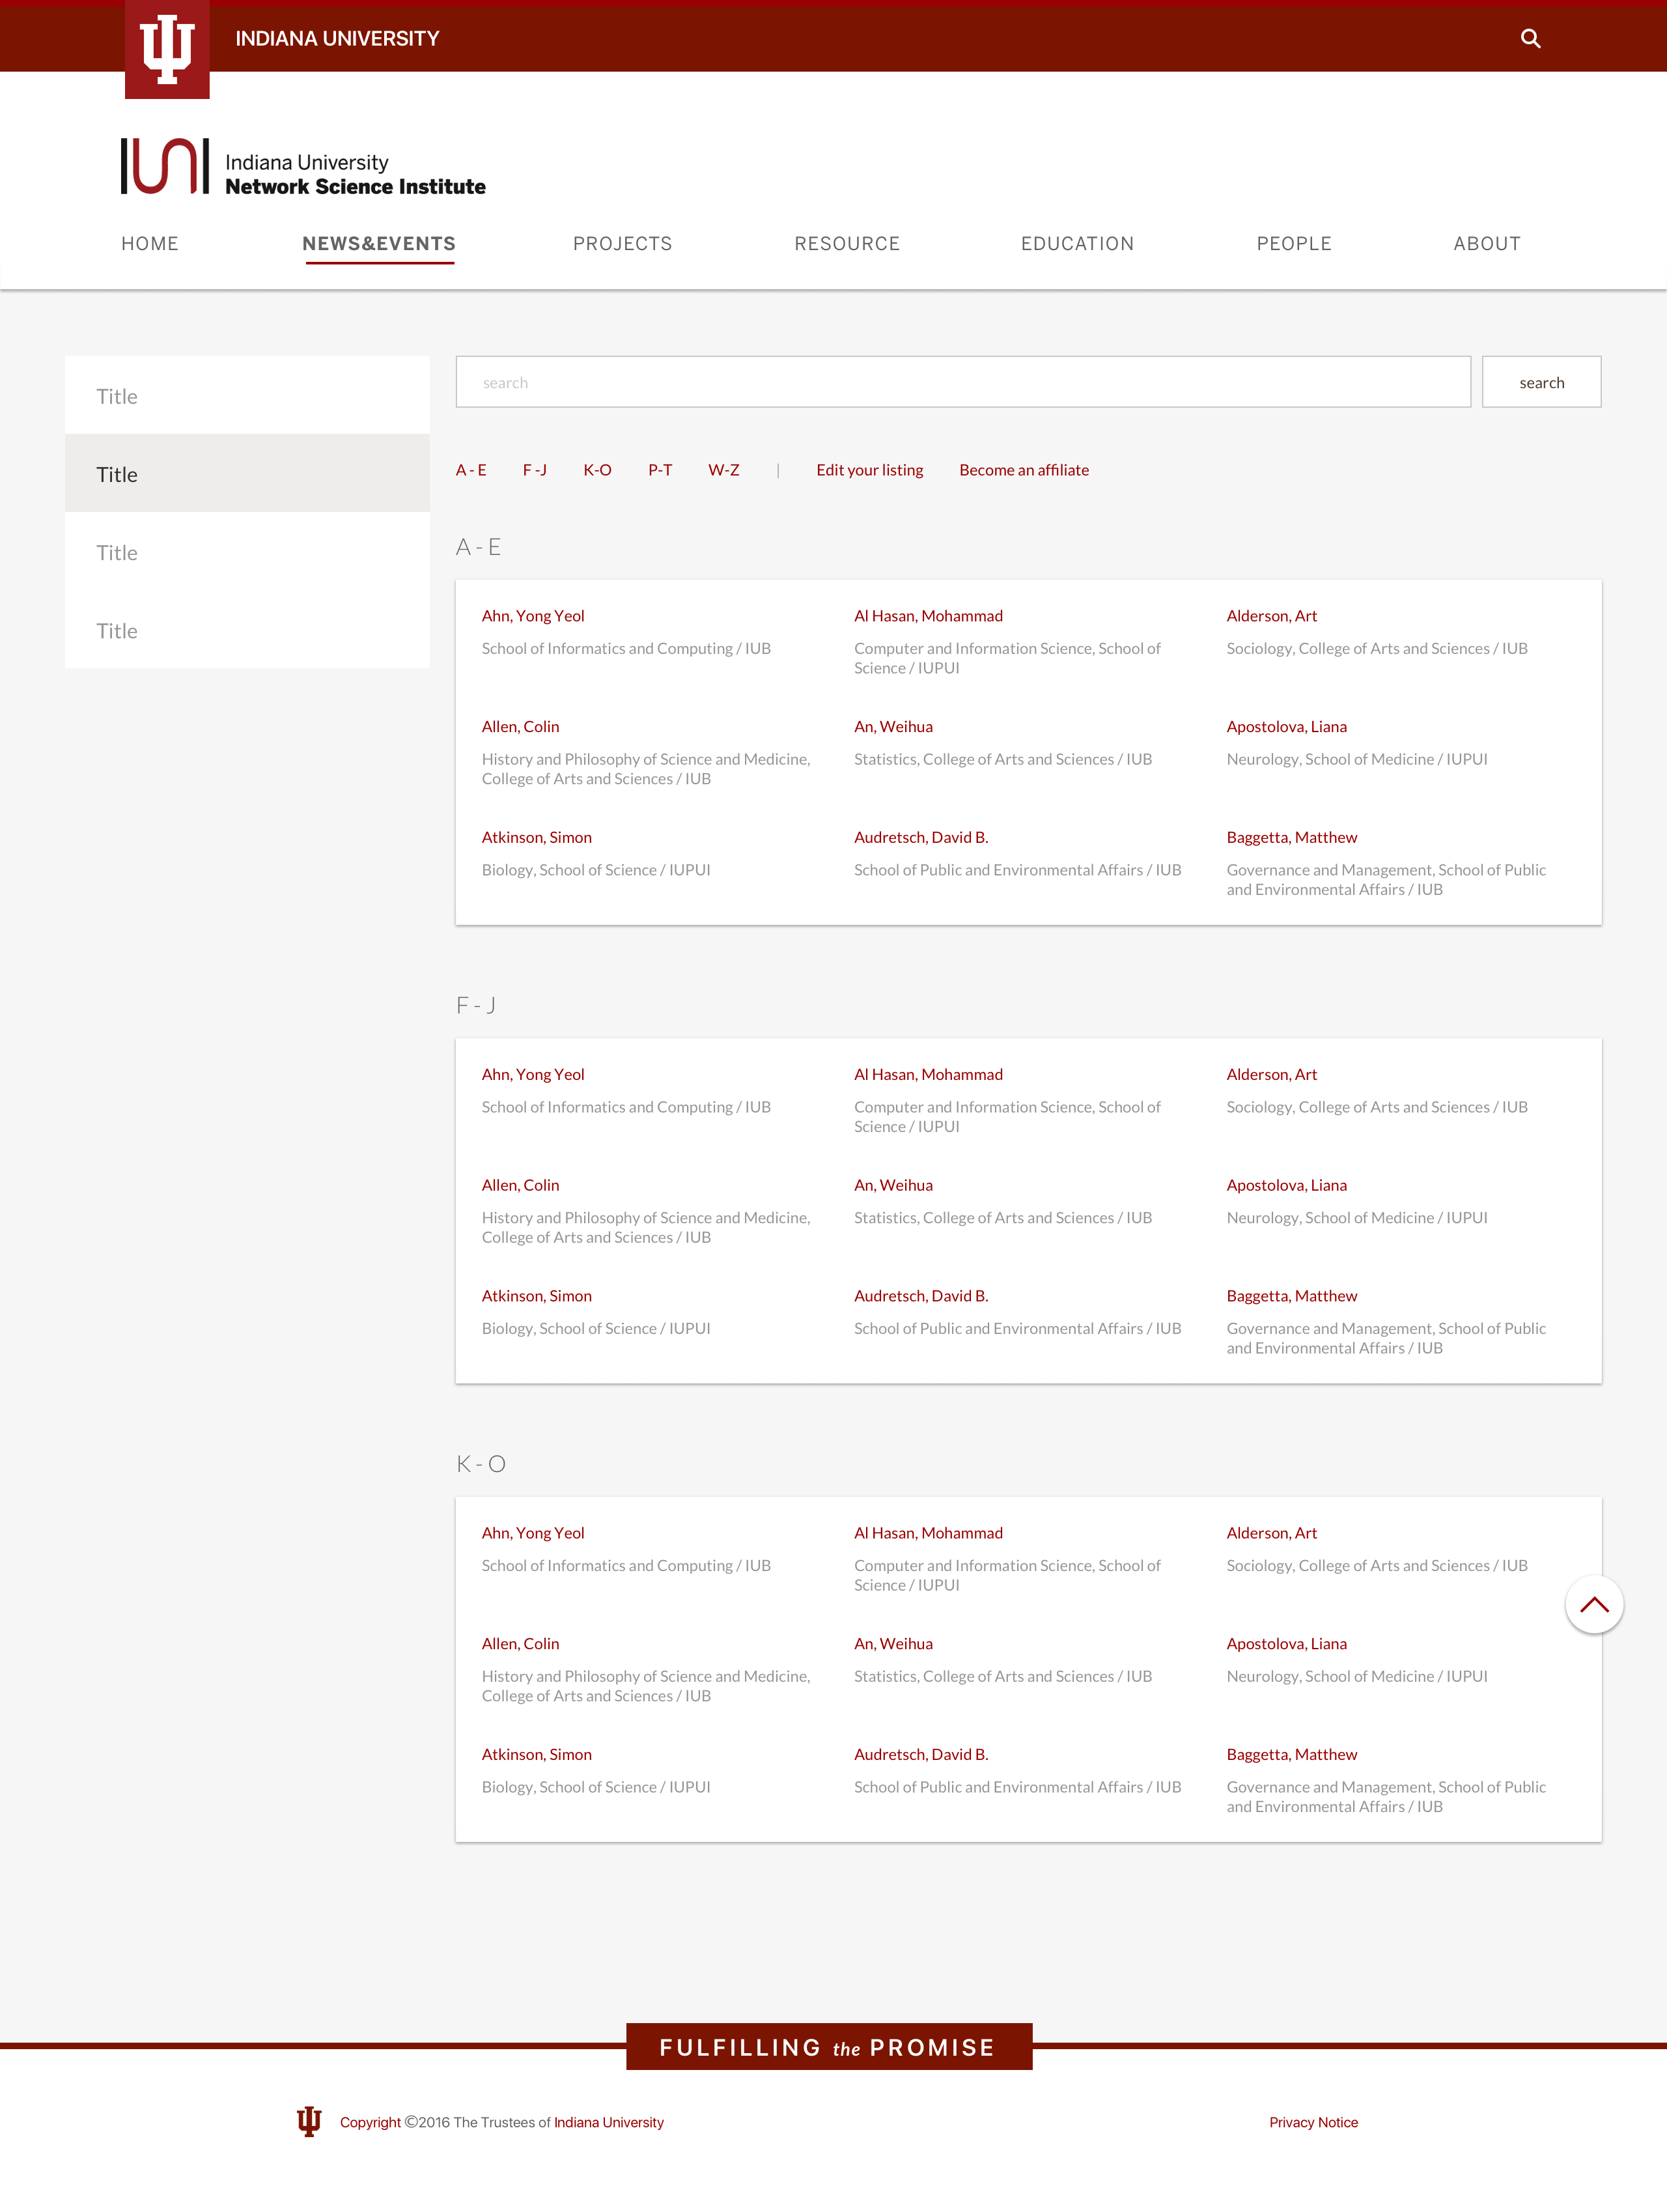 INDIANA UNIVERSITY
Indiana University
Network Science Institute
HOME NEWS&EVENTS PROJECTS RESOURCE EDUCATION PEOPLE ABOUT
Title
Title
Title
Title
search search
A - E F -J K-O P-T W-Z | Edit your listing Become an affiliate
A - E
Ahn, Yong Yeol
School of Informatics and Computing / IUB
Al Hasan, Mohammad
Computer and Information Science, School of
Science / IUPUI
Alderson, Art
Sociology, College of Arts and Sciences / IUB
Allen, Colin
History and Philosophy of Science and Medicine,
College of Arts and Sciences / IUB
An, Weihua
Statistics, College of Arts and Sciences / IUB
Apostolova, Liana
Neurology, School of Medicine / IUPUI
Atkinson, Simon
Biology, School of Science / IUPUI
Audretsch, David B.
School of Public and Environmental Affairs / IUB
Baggetta, Matthew
Governance and Management, School of Public
and Environmental Affairs / IUB
F - J
Ahn, Yong Yeol
School of Informatics and Computing / IUB
Al Hasan, Mohammad
Computer and Information Science, School of
Science / IUPUI
Alderson, Art
Sociology, College of Arts and Sciences / IUB
Allen, Colin
History and Philosophy of Science and Medicine,
College of Arts and Sciences / IUB
An, Weihua
Statistics, College of Arts and Sciences / IUB
Apostolova, Liana
Neurology, School of Medicine / IUPUI
Atkinson, Simon
Biology, School of Science / IUPUI
Audretsch, David B.
School of Public and Environmental Affairs / IUB
Baggetta, Matthew
Governance and Management, School of Public
and Environmental Affairs / IUB
K - O
Ahn, Yong Yeol
School of Informatics and Computing / IUB
Al Hasan, Mohammad
Computer and Information Science, School of
Science / IUPUI
Alderson, Art
Sociology, College of Arts and Sciences / IUB
Allen, Colin
History and Philosophy of Science and Medicine,
College of Arts and Sciences / IUB
An, Weihua
Statistics, College of Arts and Sciences / IUB
Apostolova, Liana
Neurology, School of Medicine / IUPUI
Atkinson, Simon
Biology, School of Science / IUPUI
Audretsch, David B.
School of Public and Environmental Affairs / IUB
Baggetta, Matthew
Governance and Management, School of Public
and Environmental Affairs / IUB
FULFILLING the PROMISE
Copyright ©2016 The Trustees of Indiana University Privacy Notice